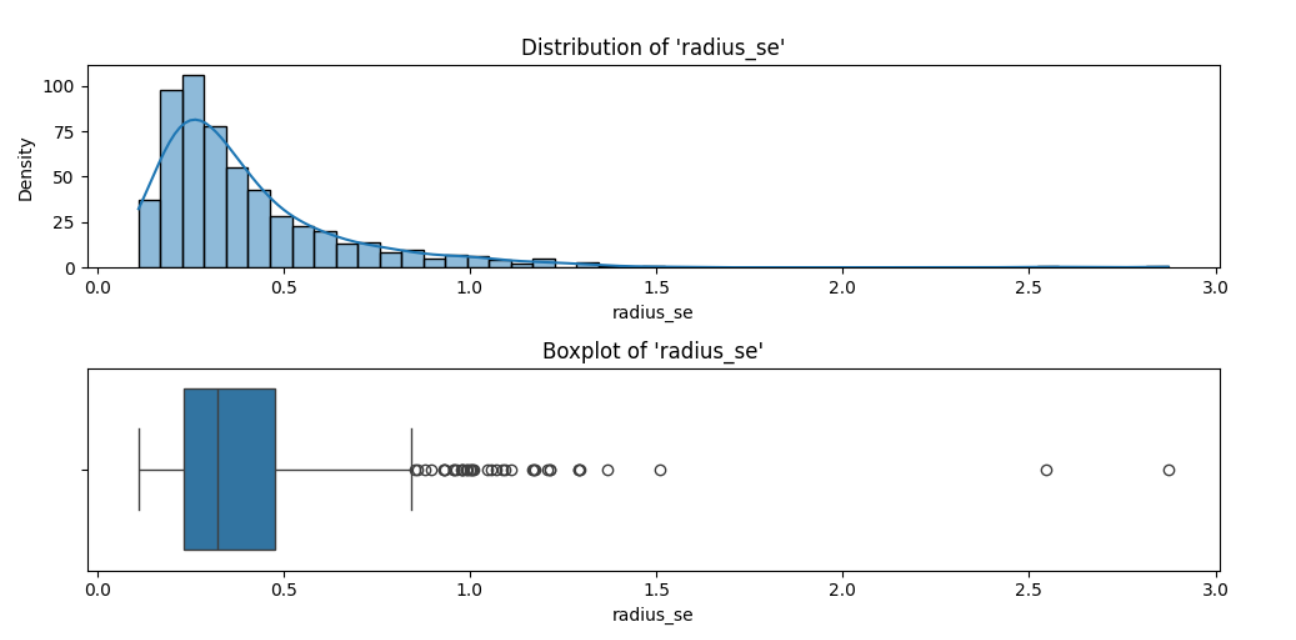 Distribution of 'radius_se'
100
75
50
25
0
Density
0.0 0.5 1.0 1.5 2.0 2.5 3.0
radius_se
Boxplot of 'radius_se'
0.0 0.5 1.0 1.5 2.0 2.5 3.0
radius_se